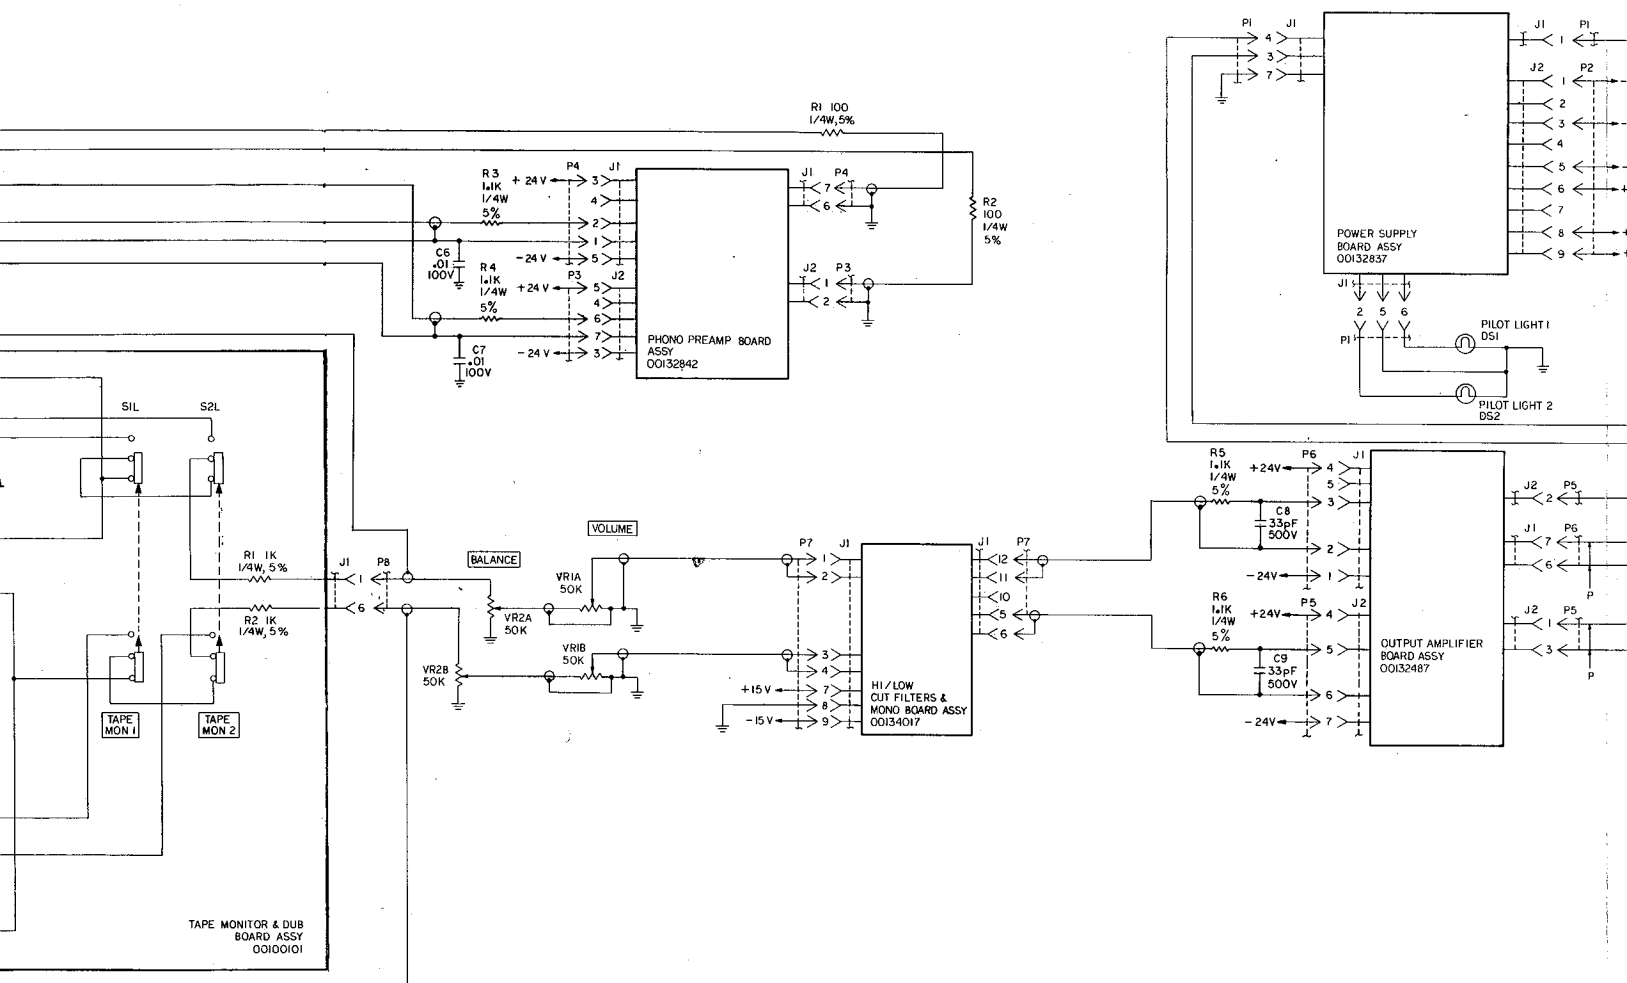 R1 100
1/4W,5%
R3
1.1K
1/4W
5%
+24V
P4
J1
3
4
2
1
5
-24V
C6
.01
100V
R4
1.1K
1/4W
5%
P3
J2
+24V
5
4
6
7
3
-24V
C7
.01
100V
PHONO PREAMP BOARD
ASSY
00132842
J1 P4
7
6
J2 P3
1
2
R2
100
1/4W
5%
P1 J1
4
3
7
POWER SUPPLY
BOARD ASSY
00132837
J1 P1
1
J2 P2
1
2
3
4
5
6
7
8
9
J1
2 5 6
P1
PILOT LIGHT 1
DS1
PILOT LIGHT 2
DS2
S1L
S2L
R1 1K
1/4W, 5%
R2 1K
1/4W, 5%
J1 P8
1
6
TAPE
MON 1
TAPE
MON 2
TAPE MONITOR & DUB
BOARD ASSY
00100101
BALANCE
VR2A
50K
VR2B
50K
VOLUME
VR1A
50K
VR1B
50K
P7 J1
1
2
3
4
+15V
7
8
-15V
9
HI/LOW
CUT FILTERS &
MONO BOARD ASSY
00134017
J1 P7
12
11
10
5
6
R5
1.1K
1/4W
5%
+24V
P6
J1
4
5
3
C8
33pF
500V
2
-24V
1
R6
1.1K
1/4W
5%
+24V
P5
J2
4
5
C9
33pF
500V
6
-24V
7
OUTPUT AMPLIFIER
BOARD ASSY
00132487
J2 P5
2
J1 P6
7
6
P
J2 P5
1
3
P